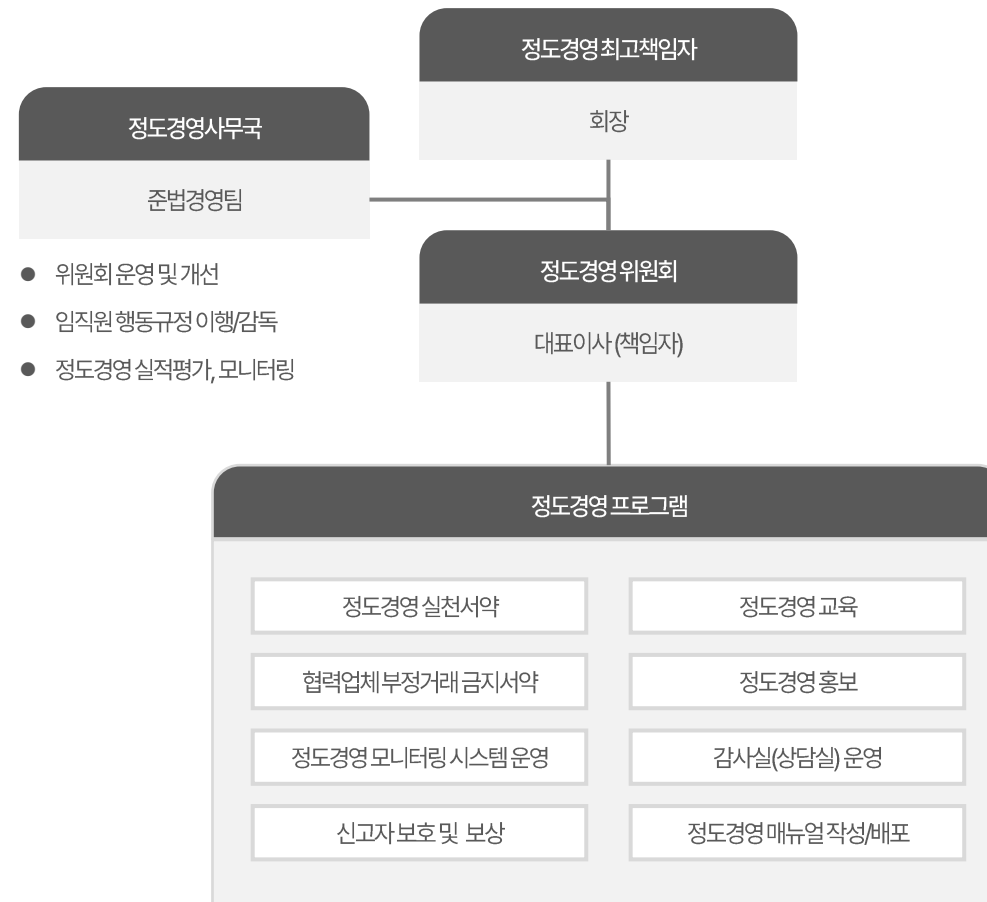 정도경영 최고책임자
회장
정도경영사무국
준법경영팀
● 위원회 운영 및 개선
● 임직원 행동규정 이행/감독
● 정도경영 실적평가, 모니터링
정도경영 위원회
대표이사 (책임자)
정도경영 프로그램
정도경영 실천서약
정도경영 교육
협력업체 부정거래 금지서약
정도경영 홍보
정도경영 모니터링 시스템 운영
감사실(상담실) 운영
신고자 보호 및 보상
정도경영 매뉴얼 작성/배포